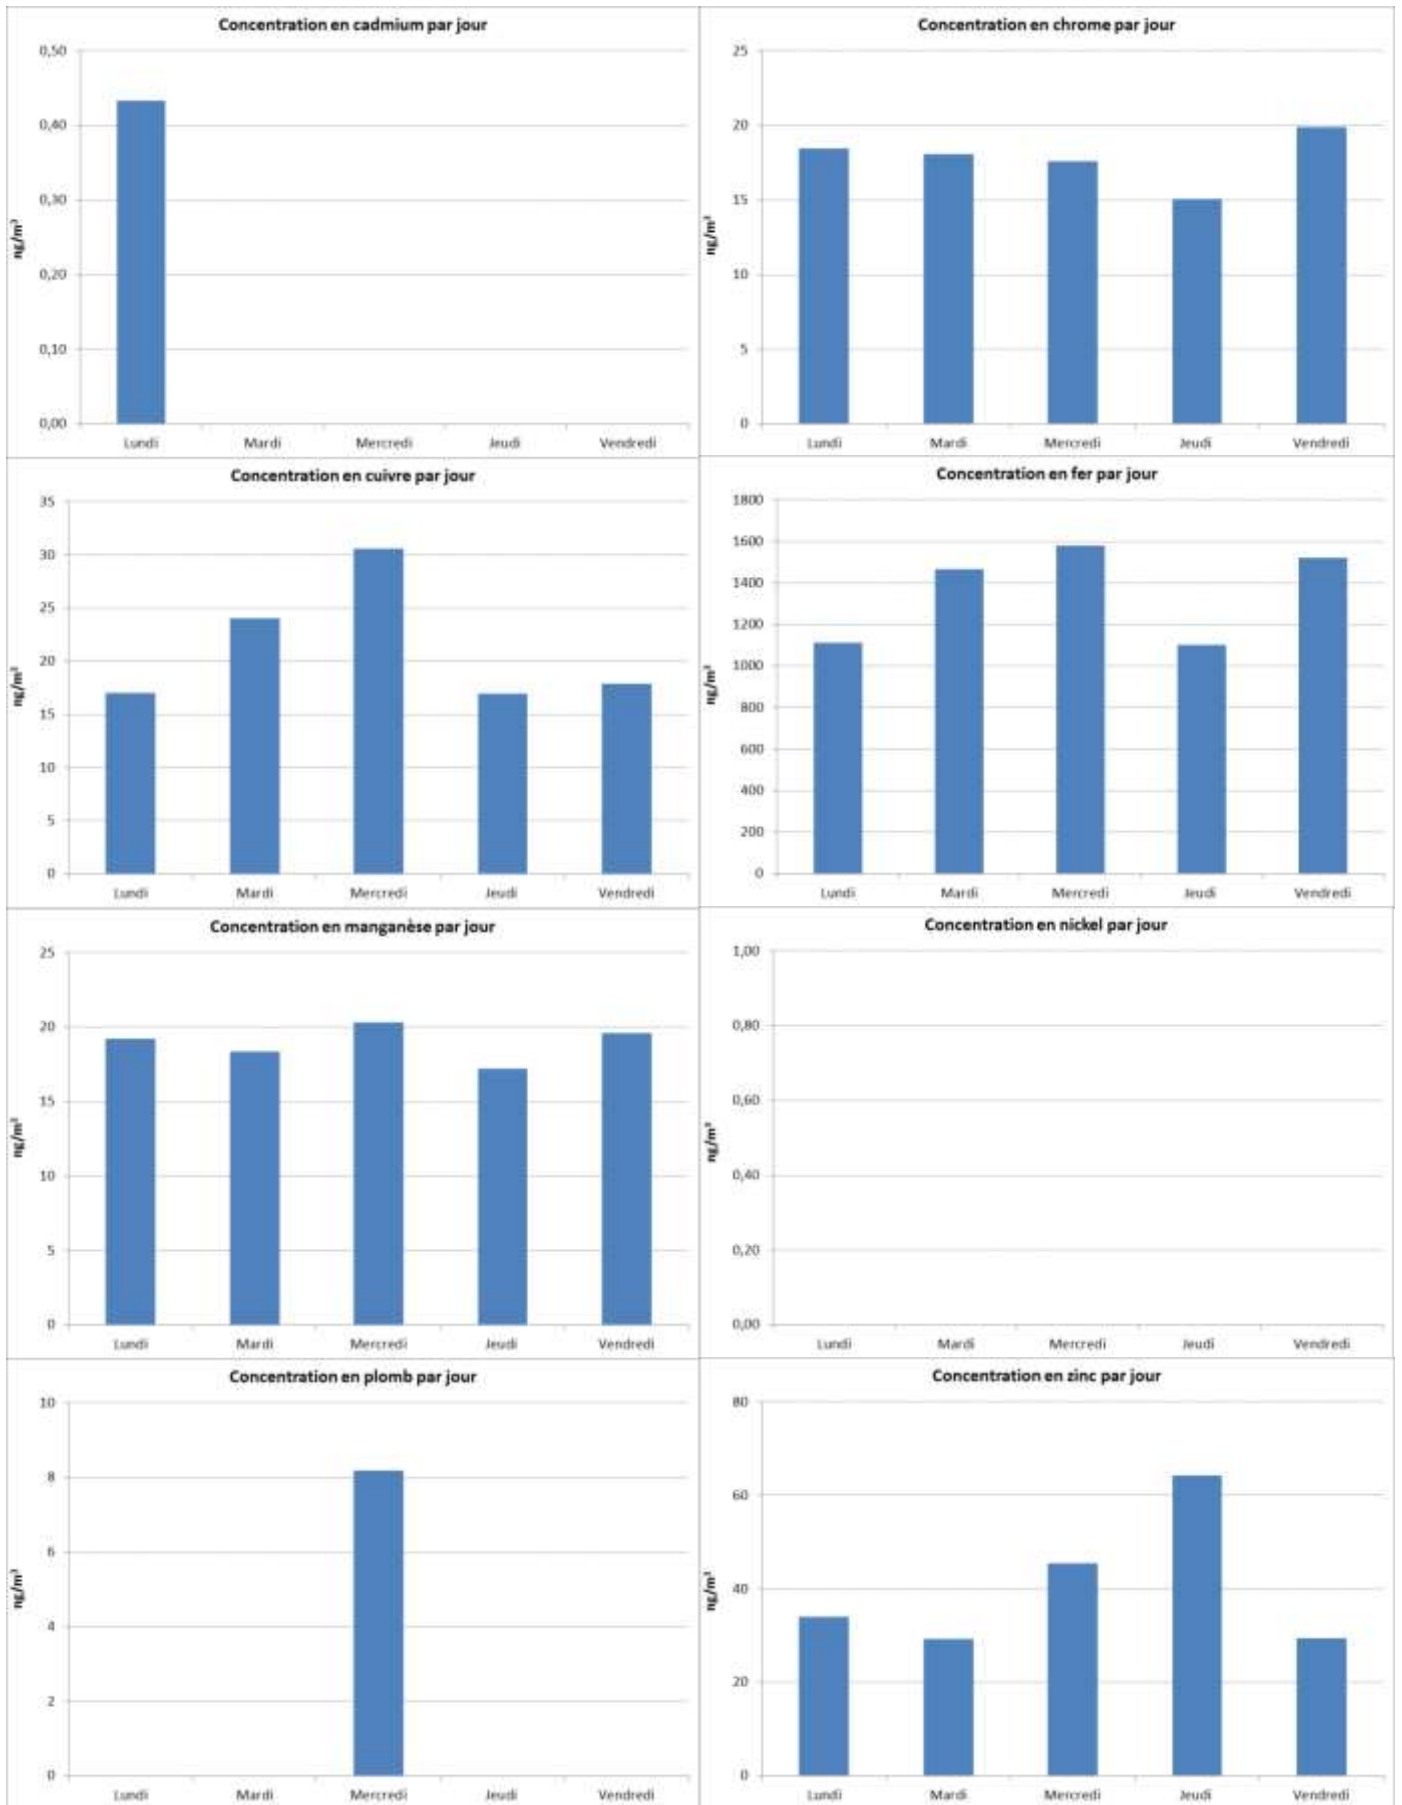 Concentration en cadmium par jour
0,50
0,40
0,30
0,20
0,10
0,00
ng/m³
Lundi Mardi Mercredi Jeudi Vendredi
Concentration en chrome par jour
25
20
15
10
5
0
ng/m³
Lundi Mardi Mercredi Jeudi Vendredi
Concentration en cuivre par jour
35
30
25
20
15
10
5
0
ng/m³
Lundi Mardi Mercredi Jeudi Vendredi
Concentration en fer par jour
1800
1600
1400
1200
1000
800
600
400
200
0
ng/m³
Lundi Mardi Mercredi Jeudi Vendredi
Concentration en manganèse par jour
25
20
15
10
5
0
ng/m³
Lundi Mardi Mercredi Jeudi Vendredi
Concentration en nickel par jour
1,00
0,80
0,60
0,40
0,20
0,00
ng/m³
Lundi Mardi Mercredi Jeudi Vendredi
Concentration en plomb par jour
10
8
6
4
2
0
ng/m³
Lundi Mardi Mercredi Jeudi Vendredi
Concentration en zinc par jour
80
60
40
20
0
ng/m³
Lundi Mardi Mercredi Jeudi Vendredi